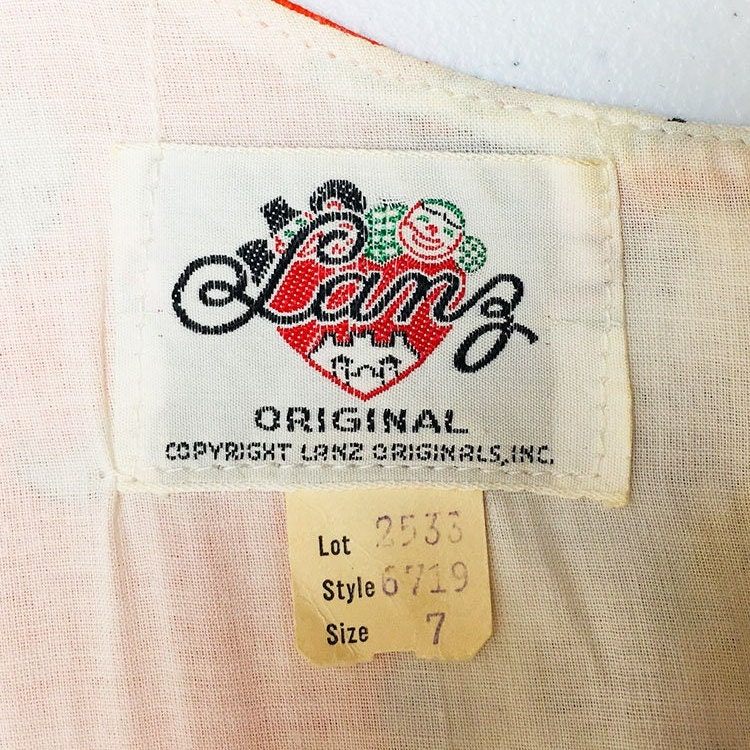 Lanz
ORIGINAL
COPYRIGHT LANZ ORIGINALS, INC.
Lot 2533
Style 6719
Size 7